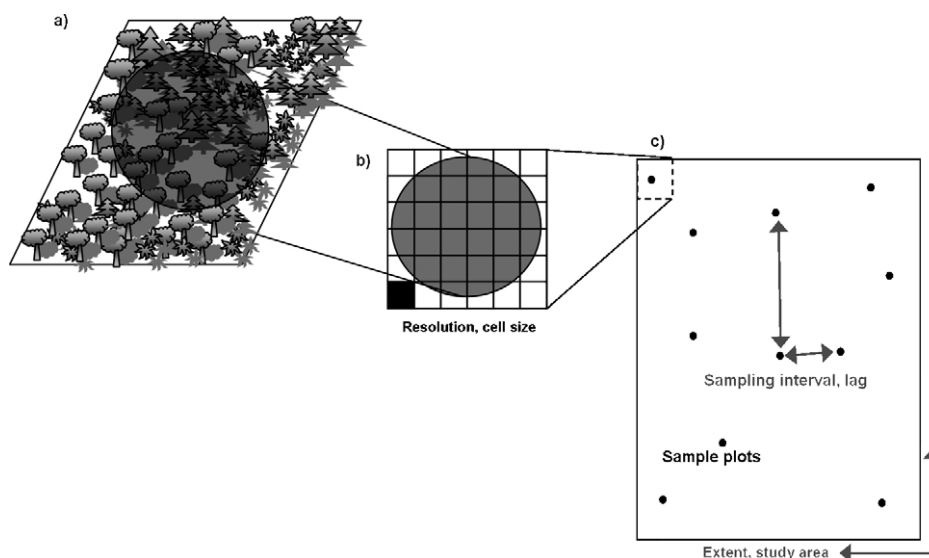 a)
b)
c)
Resolution, cell size
Sampling interval, lag
Sample plots
Extent, study area